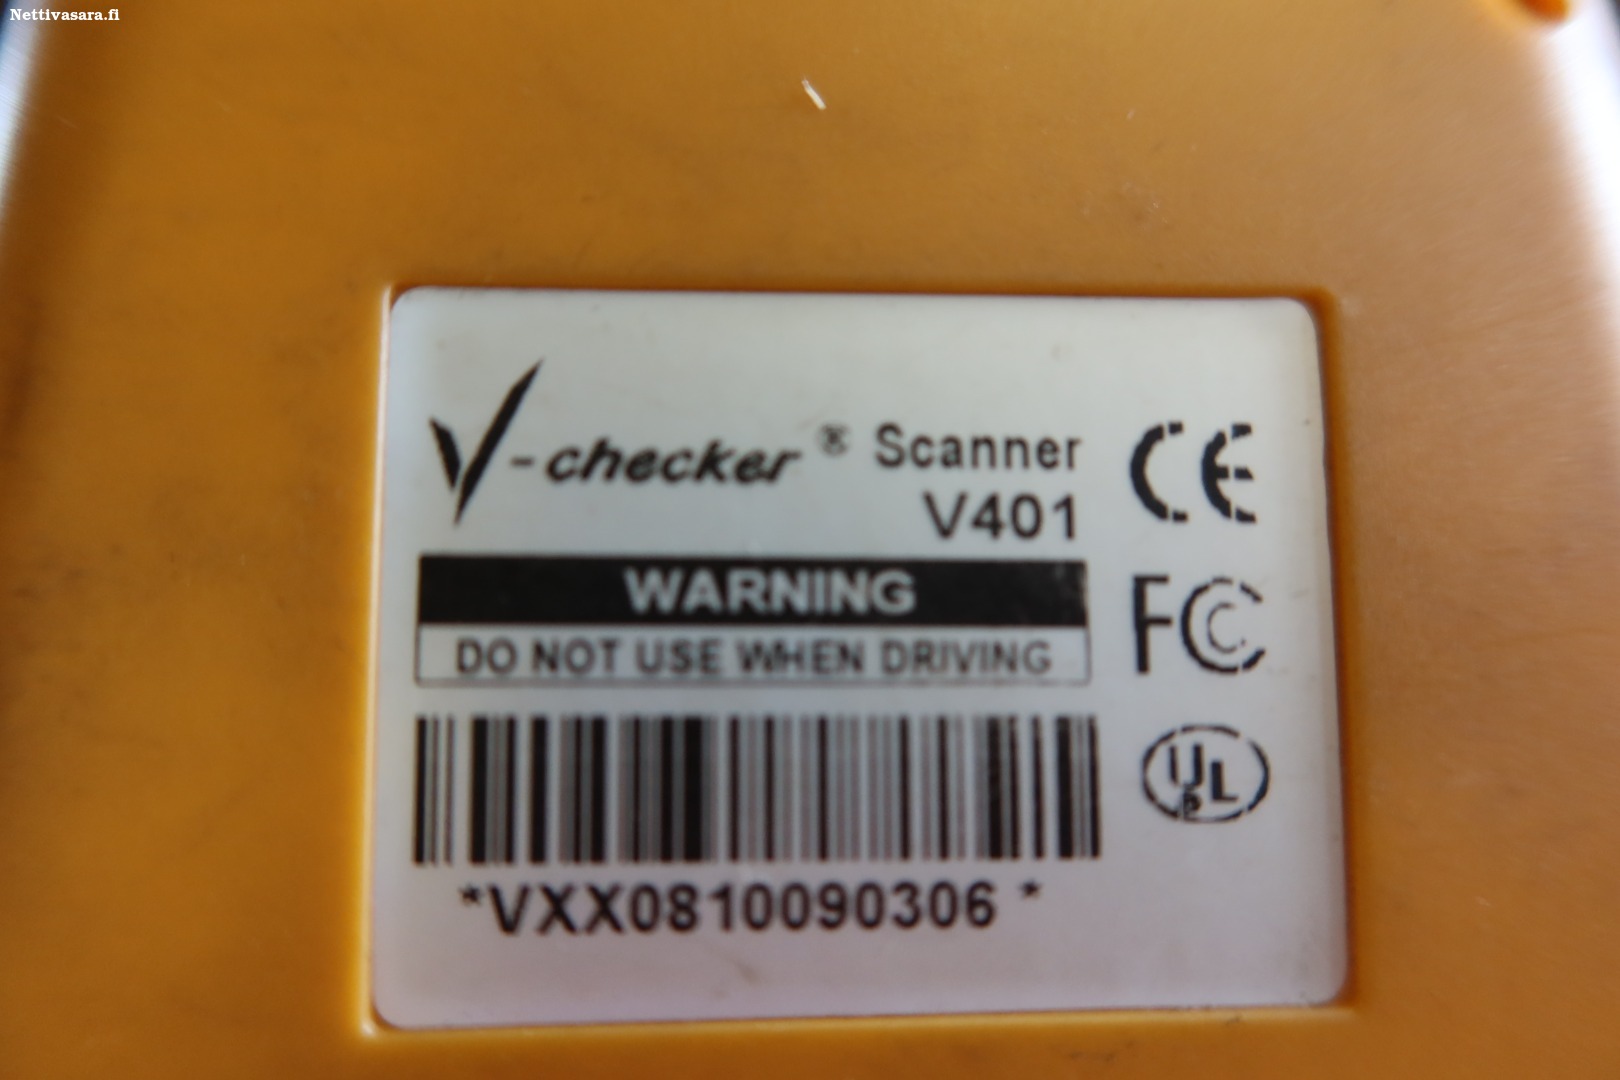 Nettivasara.fi
V-checker ® Scanner
V401
CE
WARNING
DO NOT USE WHEN DRIVING
FC
UL
*VXX0810090306 *